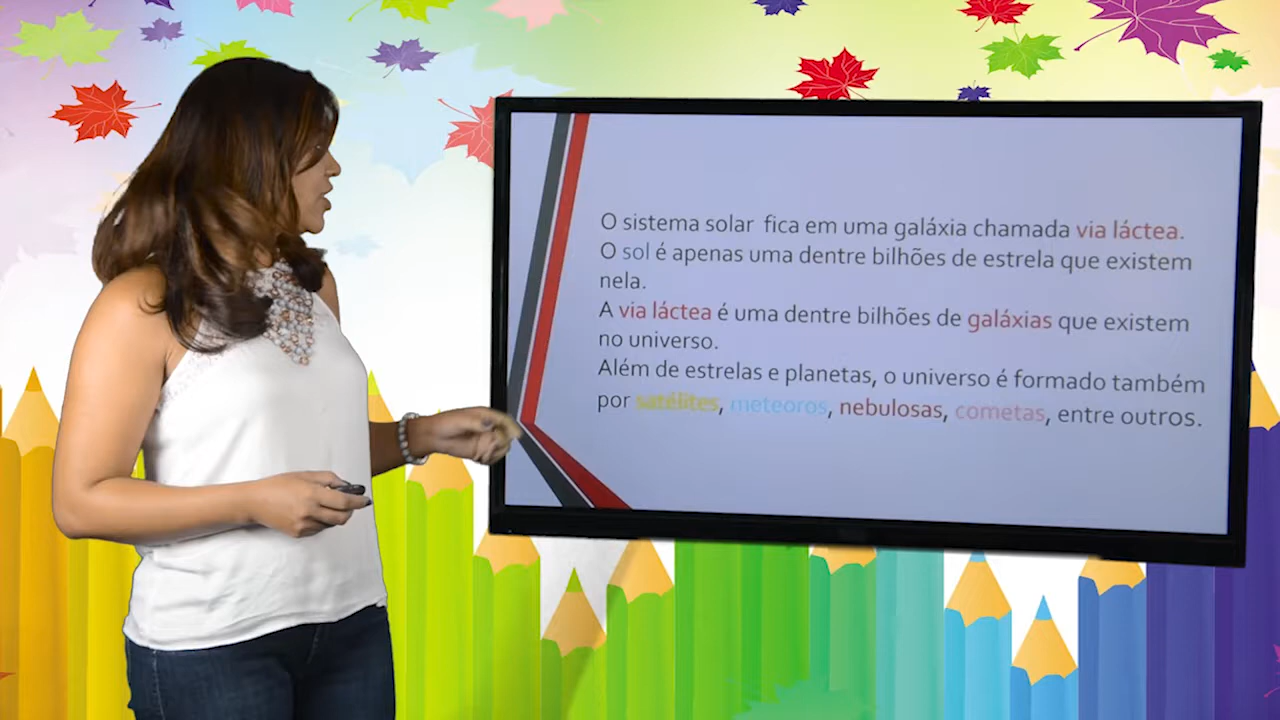 O sistema solar fica em uma galáxia chamada via láctea.
O sol é apenas uma dentre bilhões de estrela que existem
nela.
A via láctea é uma dentre bilhões de galáxias que existem
no universo.
Além de estrelas e planetas, o universo é formado também
por satélites, meteoros, nebulosas, cometas, entre outros.